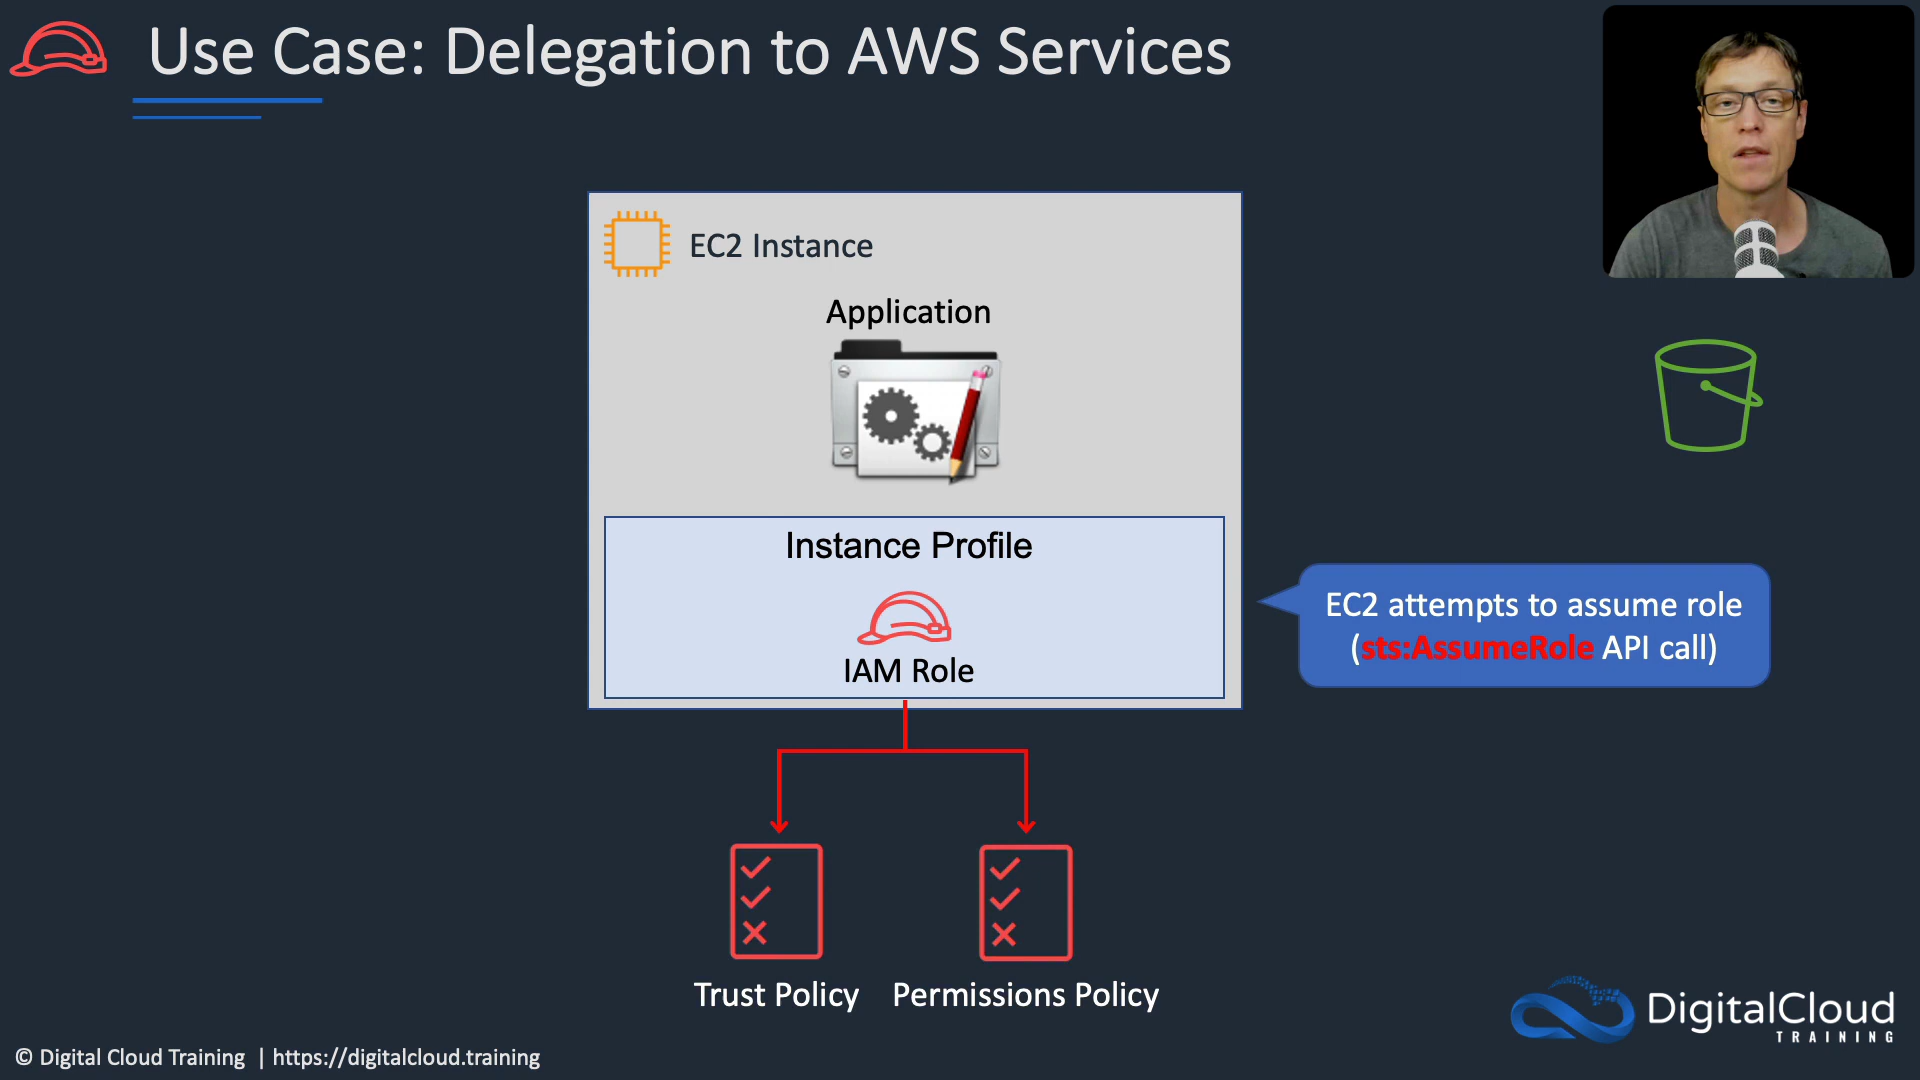 Use Case: Delegation to AWS Services
EC2 Instance
Application
Instance Profile
IAM Role
EC2 attempts to assume role
(sts:AssumeRole API call)
Trust Policy
Permissions Policy
DigitalCloud
TRAINING
© Digital Cloud Training | https://digitalcloud.training